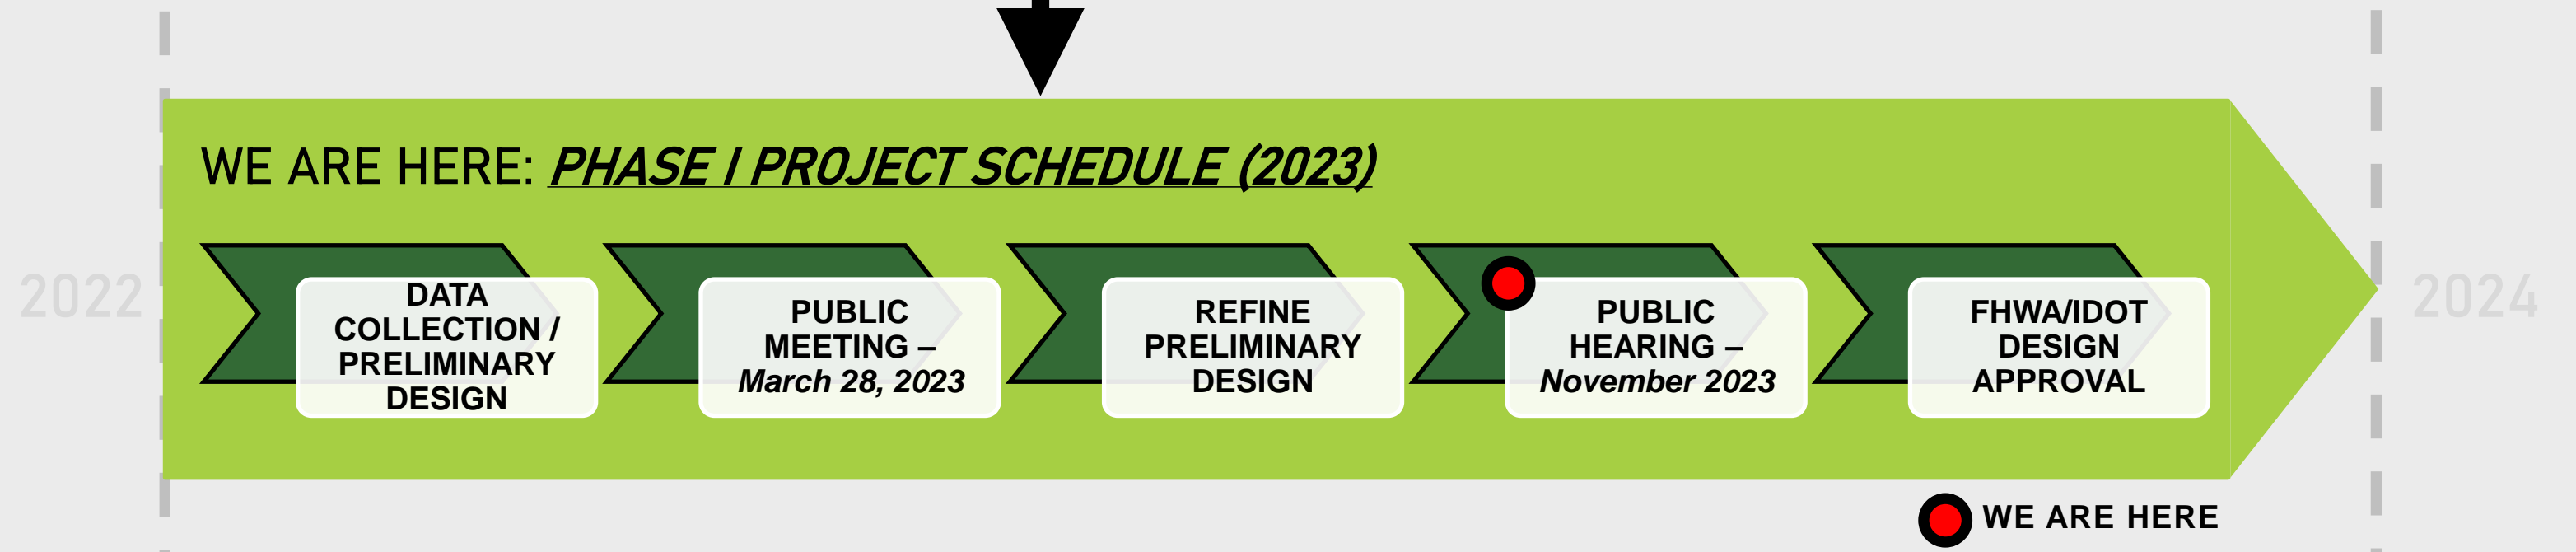 WE ARE HERE: PHASE I PROJECT SCHEDULE (2023)
2022
DATA
COLLECTION /
PRELIMINARY
DESIGN
PUBLIC
MEETING –
March 28, 2023
REFINE
PRELIMINARY
DESIGN
PUBLIC
HEARING –
November 2023
FHWA/IDOT
DESIGN
APPROVAL
2024
WE ARE HERE